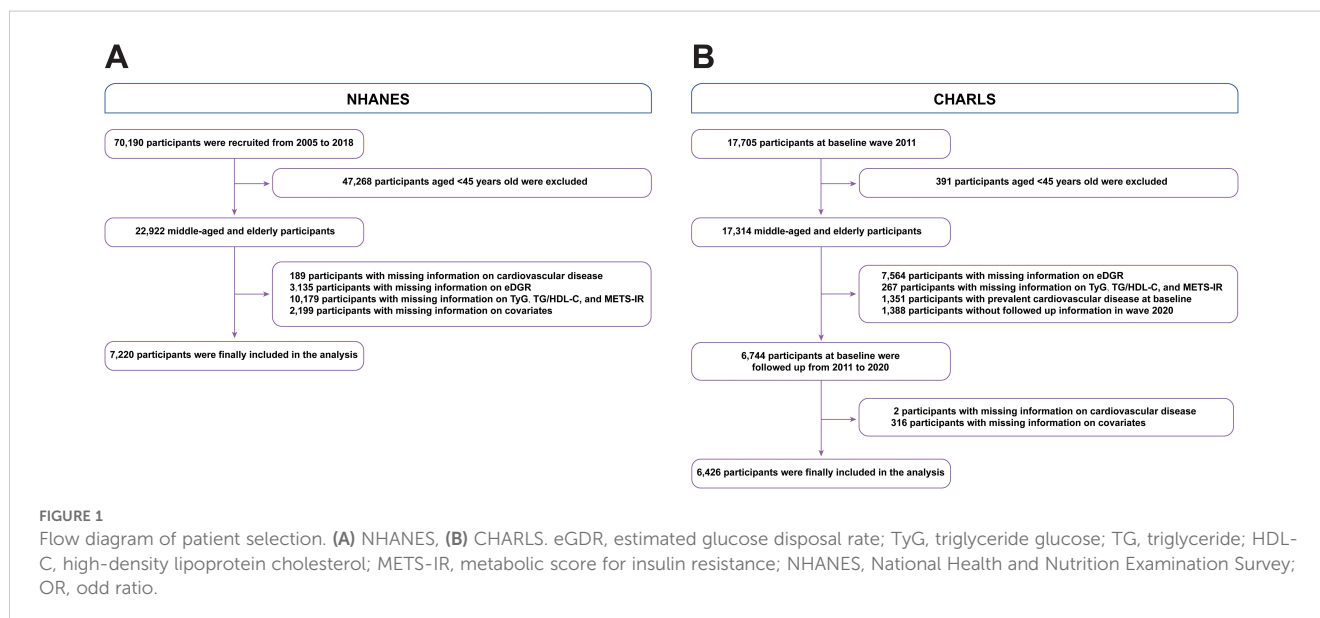 A
NHANES
70,190 participants were recruited from 2005 to 2018
47,268 participants aged <45 years old were excluded
22,922 middle-aged and elderly participants
189 participants with missing information on cardiovascular disease
3,135 participants with missing information on eDGR
10,179 participants with missing information on TyG, TG/HDL-C, and METS-IR
2,199 participants with missing information on covariates
7,220 participants were finally included in the analysis
B
CHARLS
17,705 participants at baseline wave 2011
391 participants aged <45 years old were excluded
17,314 middle-aged and elderly participants
7,564 participants with missing information on eDGR
267 participants with missing information on TyG, TG/HDL-C, and METS-IR
1,351 participants with prevalent cardiovascular disease at baseline
1,388 participants without followed up information in wave 2020
6,744 participants at baseline were
followed up from 2011 to 2020
2 participants with missing information on cardiovascular disease
316 participants with missing information on covariates
6,426 participants were finally included in the analysis
FIGURE 1
Flow diagram of patient selection. (A) NHANES, (B) CHARLS. eGDR, estimated glucose disposal rate; TyG, triglyceride glucose; TG, triglyceride; HDL-
C, high-density lipoprotein cholesterol; METS-IR, metabolic score for insulin resistance; NHANES, National Health and Nutrition Examination Survey;
OR, odd ratio.